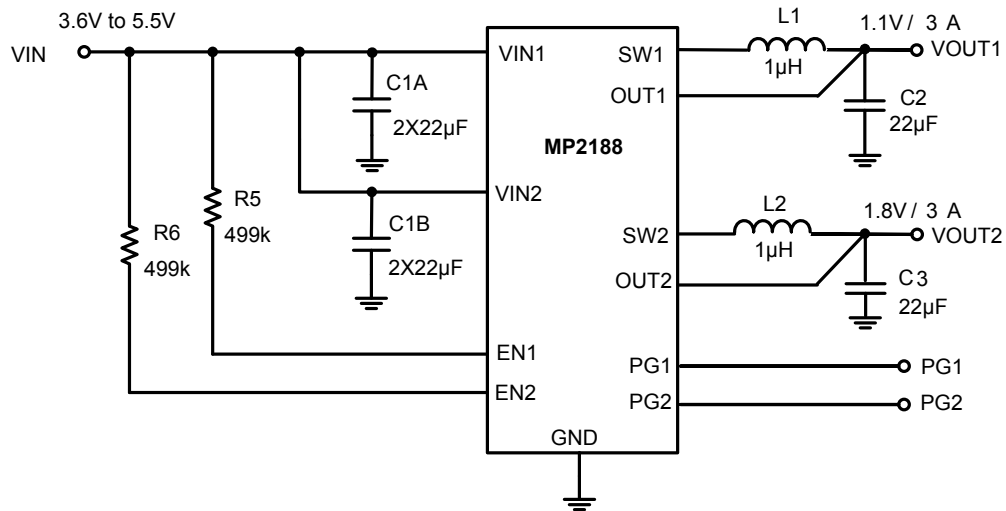 3.6V to 5.5V
VIN
R6
499k
R5
499k
C1A
2X22µF
C1B
2X22µF
VIN1
VIN2
EN1
EN2
MP2188
GND
SW1
OUT1
SW2
OUT2
PG1
PG2
L1
1µH
1.1V / 3 A
VOUT1
C2
22µF
L2
1µH
1.8V / 3 A
VOUT2
C3
22µF
PG1
PG2